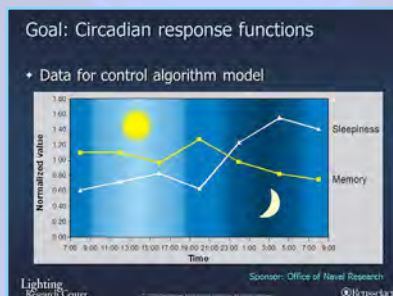 Goal: Circadian response functions
• Data for control algorithm model
1.80
1.60
1.40
1.20
1.00
0.80
0.60
0.40
0.20
0.00
Normalized value
Sleepiness
Memory
7:00 9:00 11:00 13:00 15:00 17:00 19:00 21:00 23:00 1:00 3:00 5:00 7:00 9:00
Time
Sponsor: Office of Naval Research
Lighting
Research Center
Rensselaer